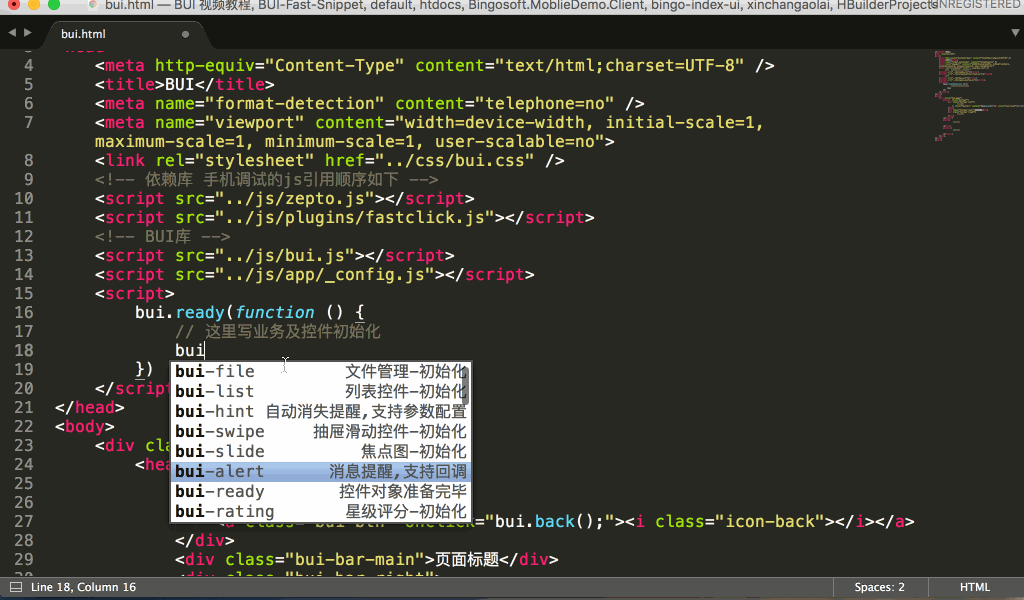 bui.html — BUI 视频教程, BUI-Fast-Snippet, default, htdocs, Bingosoft.MoblieDemo.Client, bingo-index-ui, xinchangaolai, HBuilderProjects
UNREGISTERED
bui.html
4 <meta http-equiv="Content-Type" content="text/html;charset=UTF-8" />
5 <title>BUI</title>
6 <meta name="format-detection" content="telephone=no" />
7 <meta name="viewport" content="width=device-width, initial-scale=1,
maximum-scale=1, minimum-scale=1, user-scalable=no">
8 <link rel="stylesheet" href="../css/bui.css" />
9 <!-- 依赖库 手机调试的js引用顺序如下 -->
10 <script src="../js/zepto.js"></script>
11 <script src="../js/plugins/fastclick.js"></script>
12 <!-- BUI库 -->
13 <script src="../js/bui.js"></script>
14 <script src="../js/app/_config.js"></script>
15 <script>
16 bui.ready(function () {
17 // 这里写业务及控件初始化
18 bui
19 })
20 </script
21 </head>
22 <body>
23 <div cla
24 <hea
25
26
27 <a class="bui-btn" onclick="bui.back();"><i class="icon-back"></i></a>
28 </div>
29 <div class="bui-bar-main">页面标题</div>
30 <div class="bui-bar-right">
bui-file 文件管理-初始化
bui-list 列表控件-初始化
bui-hint 自动消失提醒,支持参数配置
bui-swipe 抽屉滑动控件-初始化
bui-slide 焦点图-初始化
bui-alert 消息提醒,支持回调
bui-ready 控件对象准备完毕
bui-rating 星级评分-初始化
Line 18, Column 16
Spaces: 2
HTML